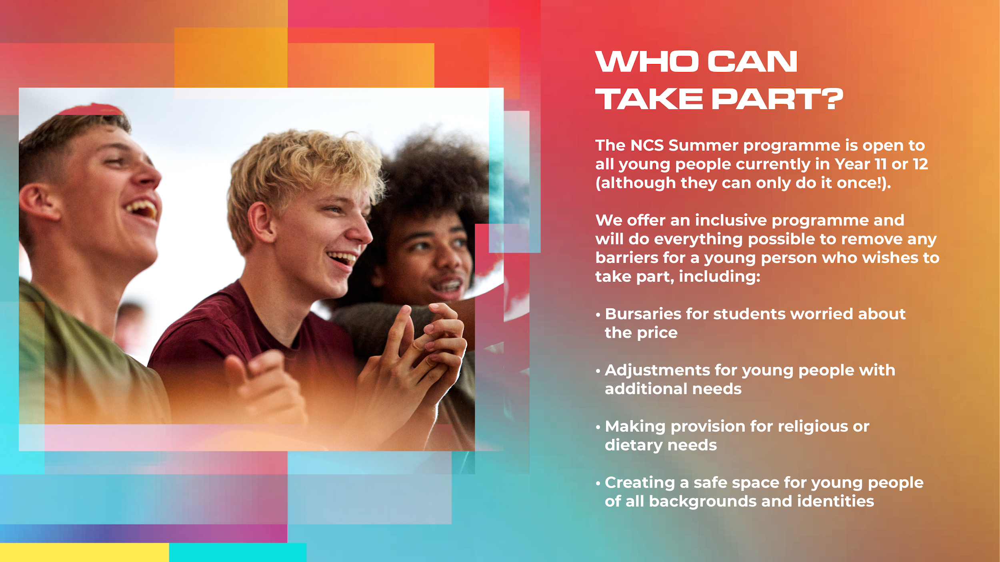 WHO CAN
TAKE PART?
The NCS Summer programme is open to
all young people currently in Year 11 or 12
(although they can only do it once!).
We offer an inclusive programme and
will do everything possible to remove any
barriers for a young person who wishes to
take part, including:
• Bursaries for students worried about
the price
• Adjustments for young people with
additional needs
• Making provision for religious or
dietary needs
• Creating a safe space for young people
of all backgrounds and identities